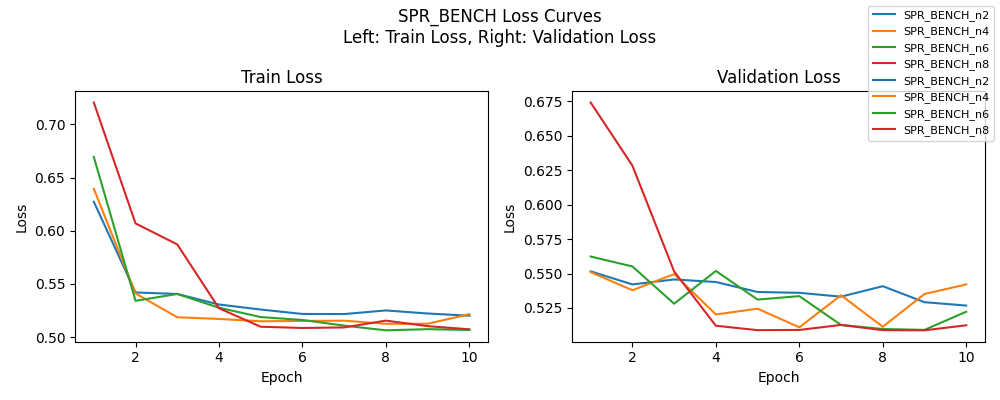 SPR_BENCH Loss Curves
Left: Train Loss, Right: Validation Loss
SPR_BENCH_n2
SPR_BENCH_n4
SPR_BENCH_n6
SPR_BENCH_n8
SPR_BENCH_n2
SPR_BENCH_n4
SPR_BENCH_n6
SPR_BENCH_n8
Train Loss
0.70
0.65
0.60
0.55
0.50
Loss
2
4
6
8
10
Epoch
Validation Loss
0.675
0.650
0.625
0.600
0.575
0.550
0.525
Loss
2
4
6
8
10
Epoch